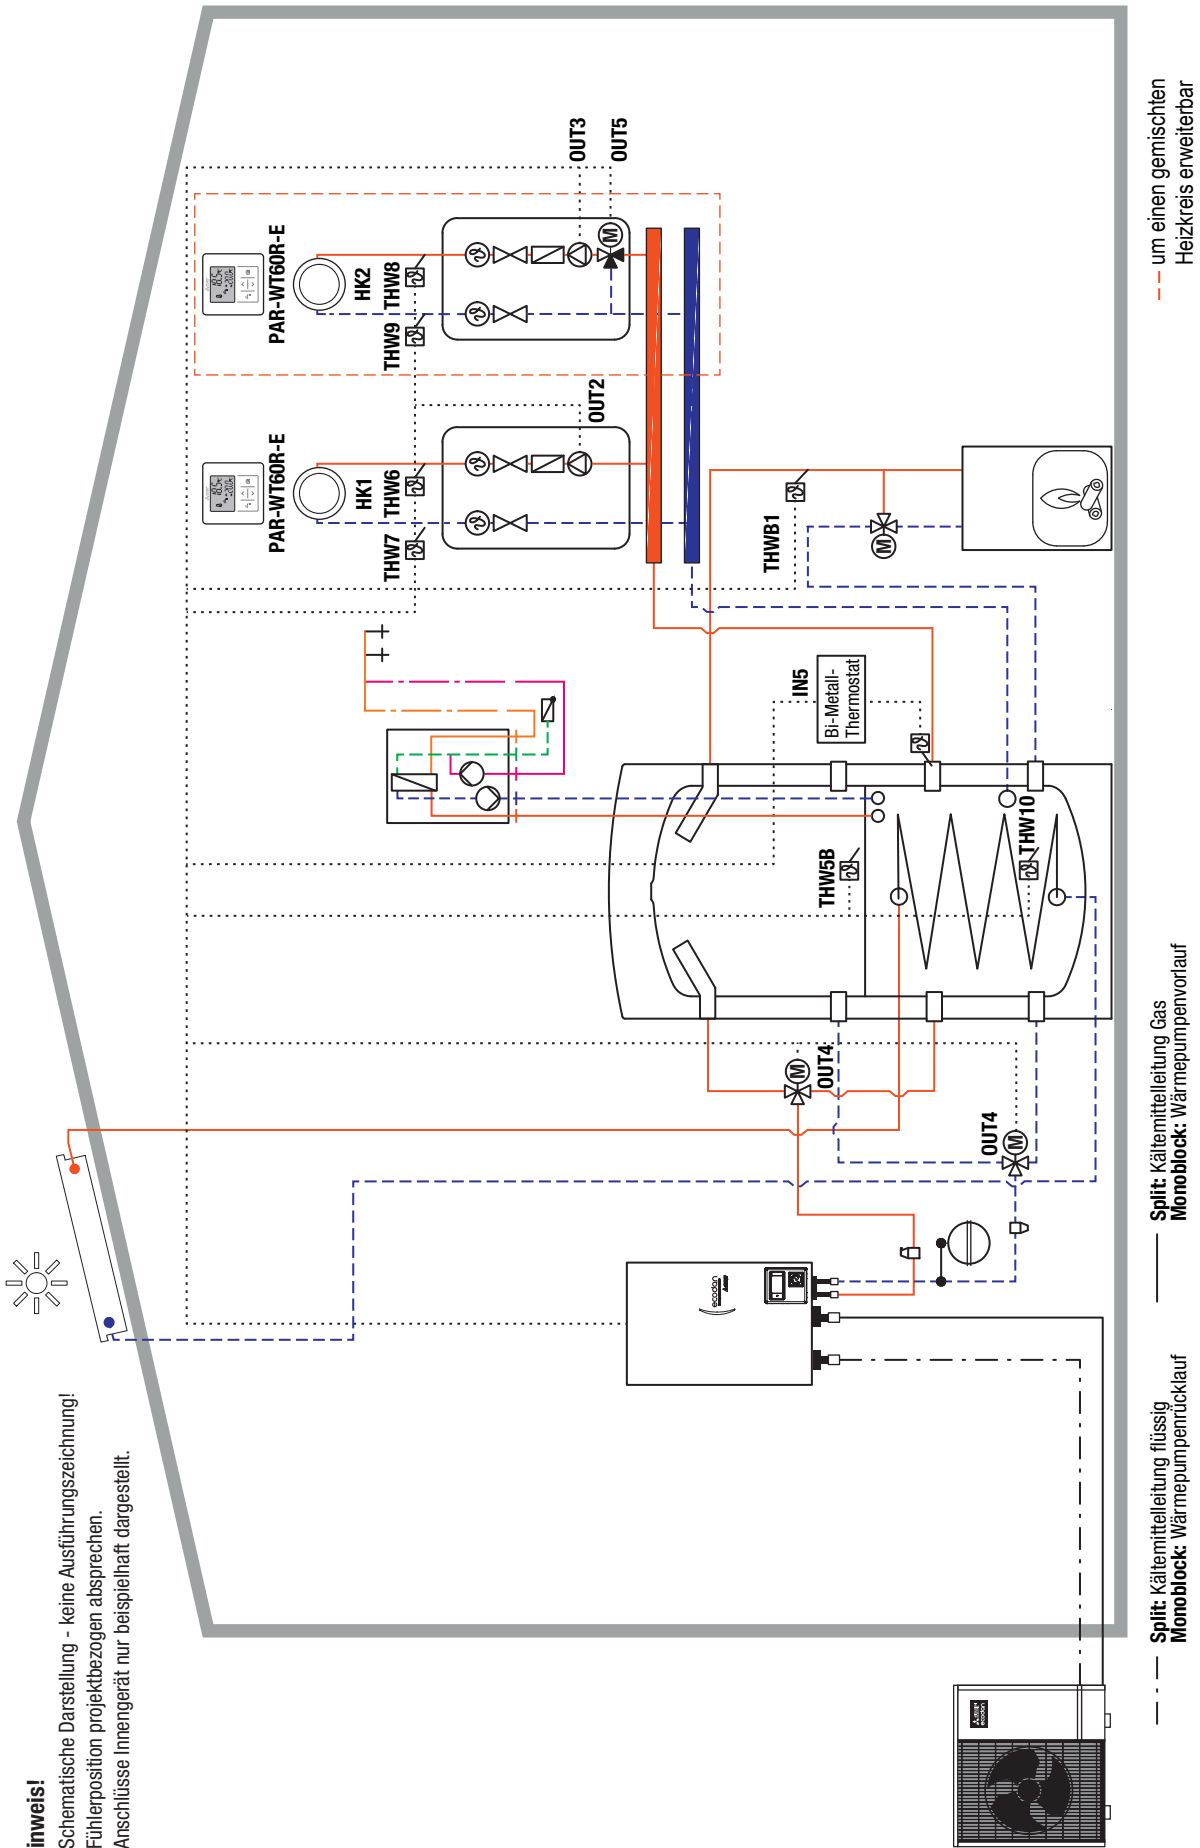 inweis!
Schematische Darstellung - keine Ausführungszeichnung!
Fühlerposition projektbezogen absprechen.
Anschlüsse Innengerät nur beispielhaft dargestellt.
PAR-WT60R-E
PAR-WT60R-E
HK1
HK2
THW7
THW6
THW9
THW8
OUT2
OUT3
OUT5
M
THWB1
M
IN5
Bi-Metall-
Thermostat
THW5B
THW10
M
OUT4
OUT4
M
ecodan
ecodan
Split: Kältemittelleitung flüssig
Monoblock: Wärmepumpenrücklauf
Split: Kältemittelleitung Gas
Monoblock: Wärmepumpenvorlauf
um einen gemischten
Heizkreis erweiterbar